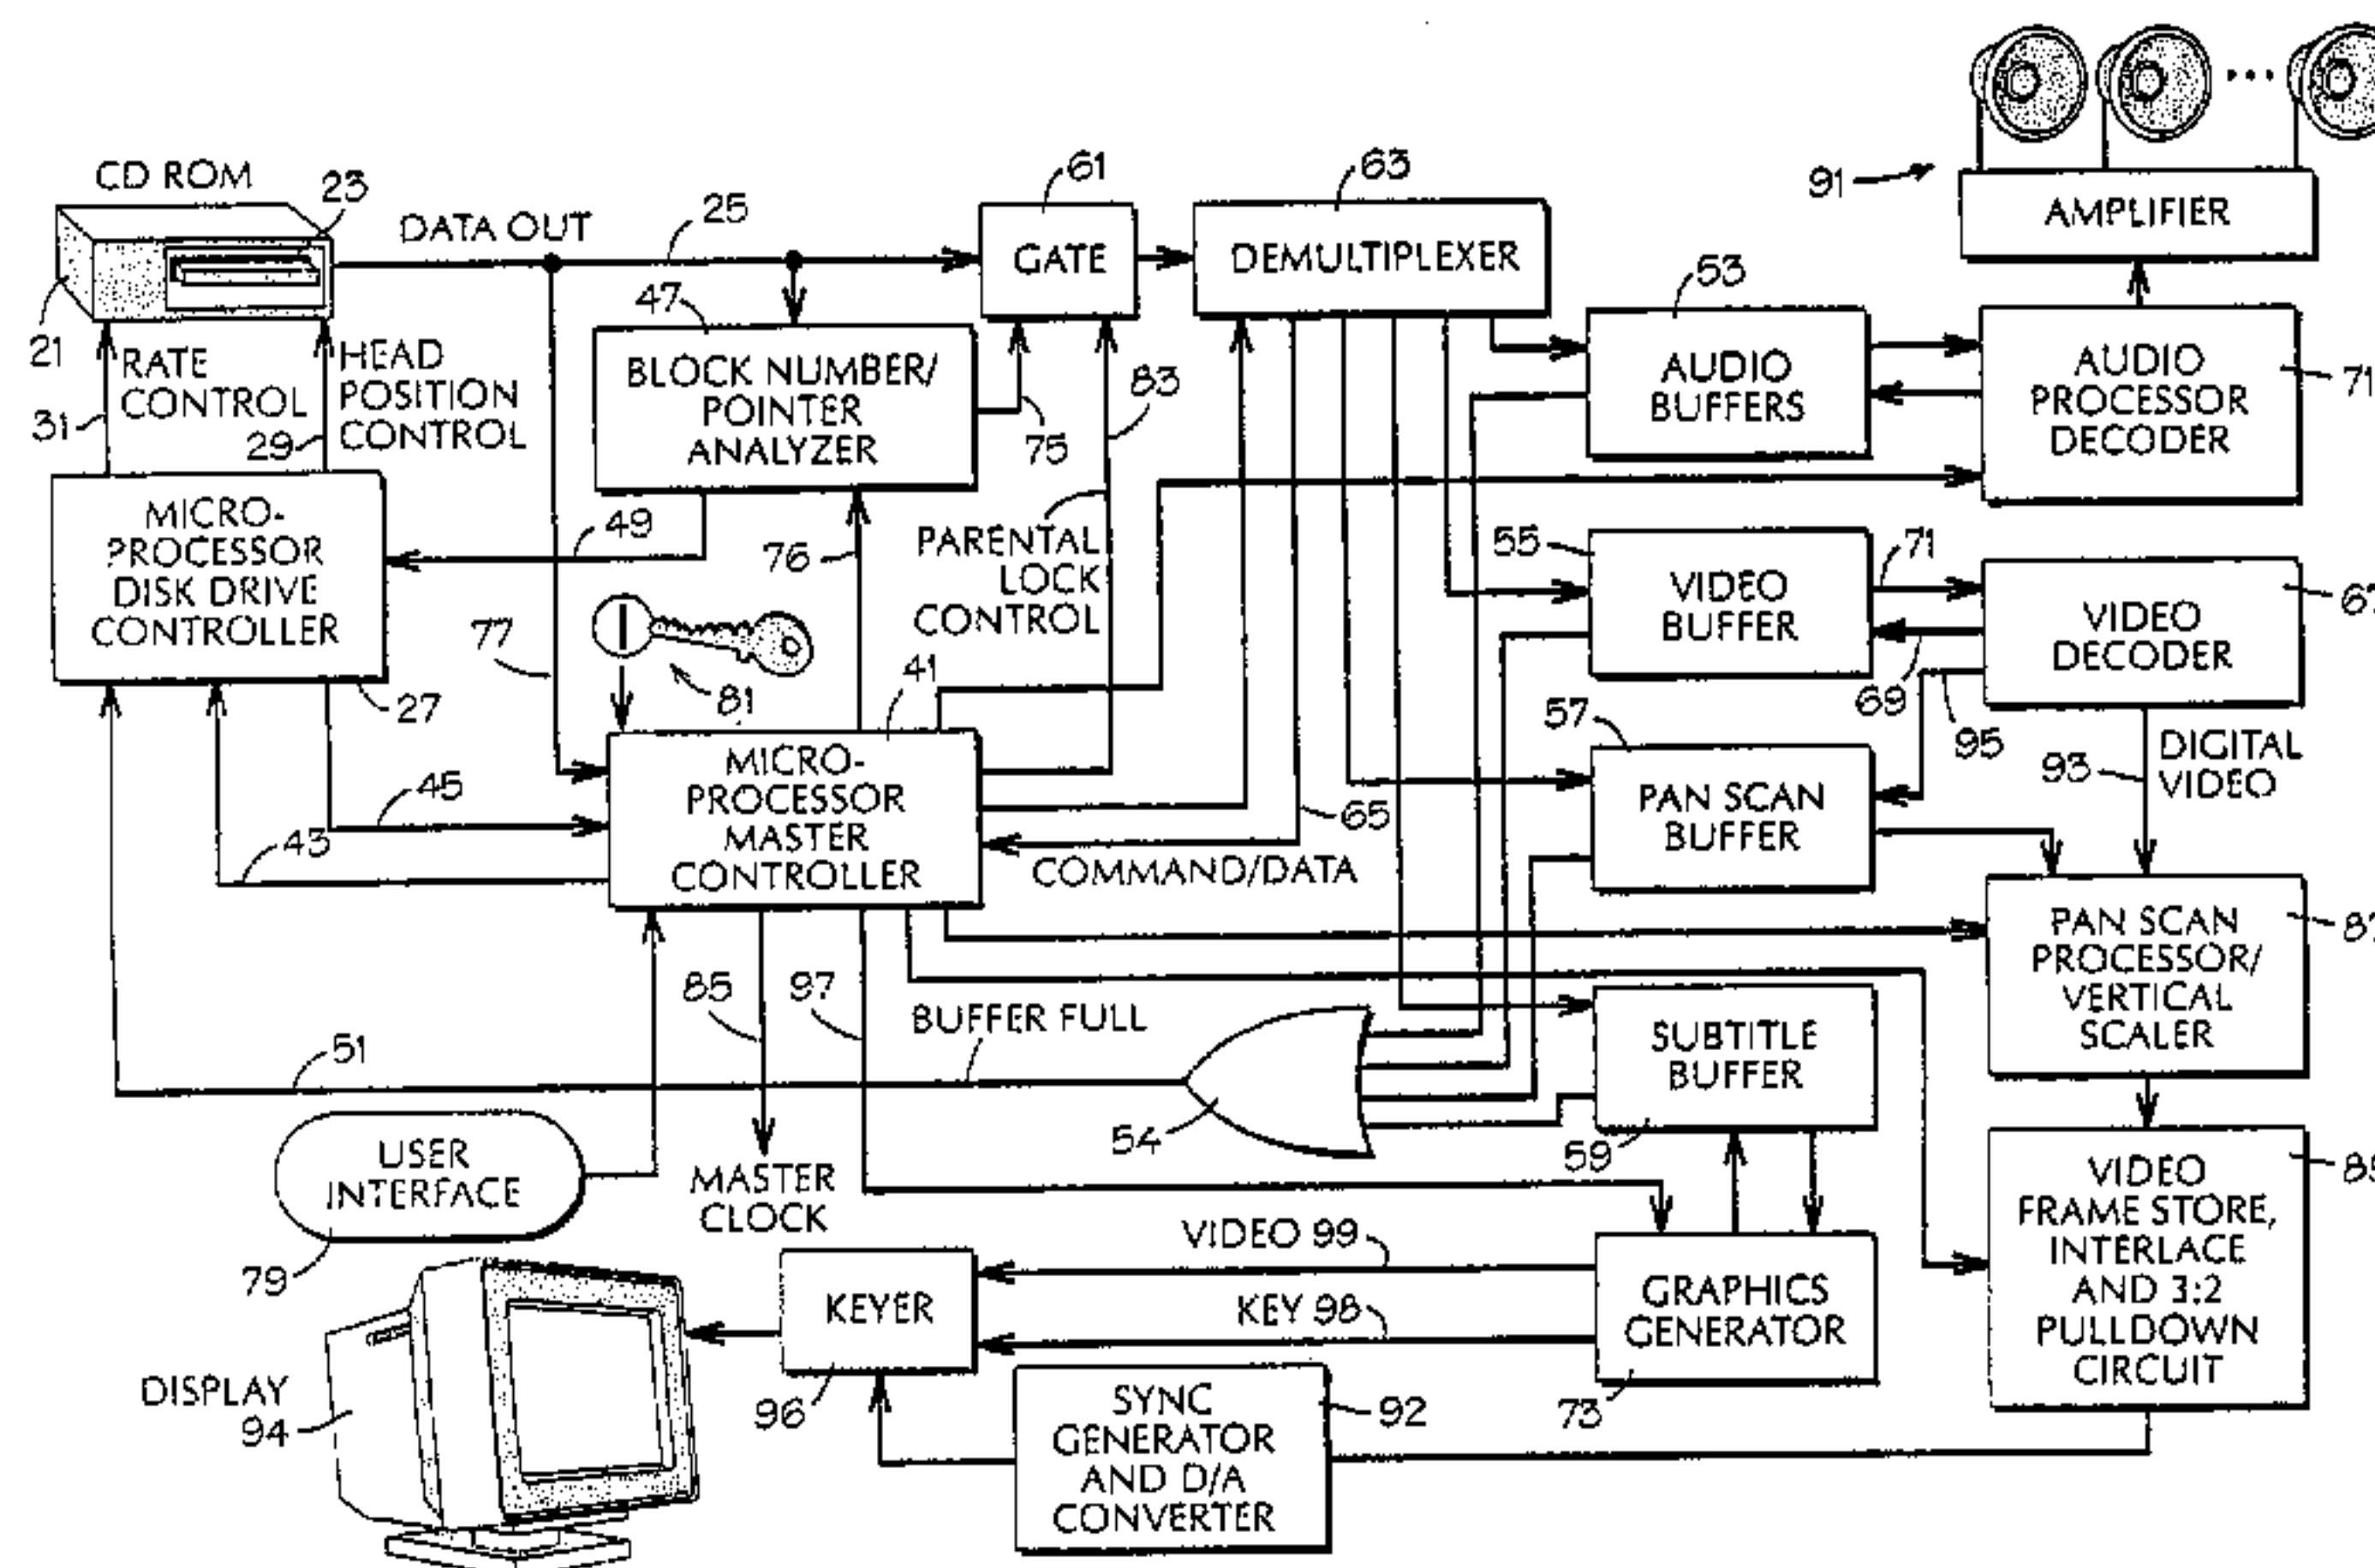 CD ROM
23
DATA OUT
25
61
63
91
AMPLIFIER
GATE
DEMULTIPLEXER
21
RATE
CONTROL
31
HEAD
POSITION
CONTROL
29
47
BLOCK NUMBER/
POINTER
ANALYZER
75
83
53
AUDIO
BUFFERS
AUDIO
PROCESSOR
DECODER
71
MICRO-
PROCESSOR
DISK DRIVE
CONTROLLER
27
49
76
77
81
PARENTAL
LOCK
CONTROL
55
VIDEO
BUFFER
71
VIDEO
DECODER
69
95
41
MICRO-
PROCESSOR
MASTER
CONTROLLER
45
43
65
COMMAND/DATA
57
PAN SCAN
BUFFER
93
DIGITAL
VIDEO
PAN SCAN
PROCESSOR/
VERTICAL
SCALER
85
97
BUFFER FULL
51
54
SUBTITLE
BUFFER
59
USER
INTERFACE
79
MASTER
CLOCK
VIDEO 99
KEY 98
KEYER
96
GRAPHICS
GENERATOR
73
VIDEO
FRAME STORE,
INTERLACE
AND 3:2
PULLDOWN
CIRCUIT
DISPLAY
94
SYNC
GENERATOR
AND D/A
CONVERTER
92